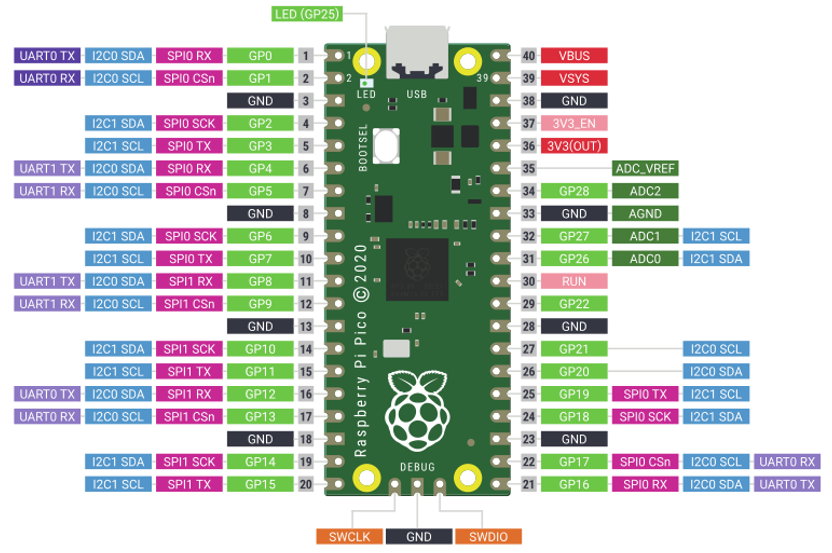 LED (GP25)
UART0 TX I2C0 SDA SPI0 RX GP0 1 1 40 VBUS
UART0 RX I2C0 SCL SPI0 CSn GP1 2 2 LED USB 39 39 VSYS
GND 3 38 GND
I2C1 SDA SPI0 SCK GP2 4 37 3V3_EN
I2C1 SCL SPI0 TX GP3 5 BOOTSEL 36 3V3(OUT)
UART1 TX I2C0 SDA SPI0 RX GP4 6 35 ADC_VREF
UART1 RX I2C0 SCL SPI0 CSn GP5 7 34 GP28 ADC2
GND 8 33 GND AGND
I2C1 SDA SPI0 SCK GP6 9 32 GP27 ADC1 I2C1 SCL
I2C1 SCL SPI0 TX GP7 10 31 GP26 ADC0 I2C1 SDA
UART1 TX I2C0 SDA SPI1 RX GP8 11 30 RUN
UART1 RX I2C0 SCL SPI1 CSn GP9 12 29 GP22
GND 13 28 GND
Raspberry Pi Pico © 2020
I2C1 SDA SPI1 SCK GP10 14 27 GP21 I2C0 SCL
I2C1 SCL SPI1 TX GP11 15 26 GP20 I2C0 SDA
UART0 TX I2C0 SDA SPI1 RX GP12 16 25 GP19 SPI0 TX I2C1 SCL
UART0 RX I2C0 SCL SPI1 CSn GP13 17 24 GP18 SPI0 SCK I2C1 SDA
GND 18 23 GND
I2C1 SDA SPI1 SCK GP14 19 DEBUG 22 GP17 SPI0 CSn I2C0 SCL UART0 RX
I2C1 SCL SPI1 TX GP15 20 21 GP16 SPI0 RX I2C0 SDA UART0 TX
SWCLK GND SWDIO